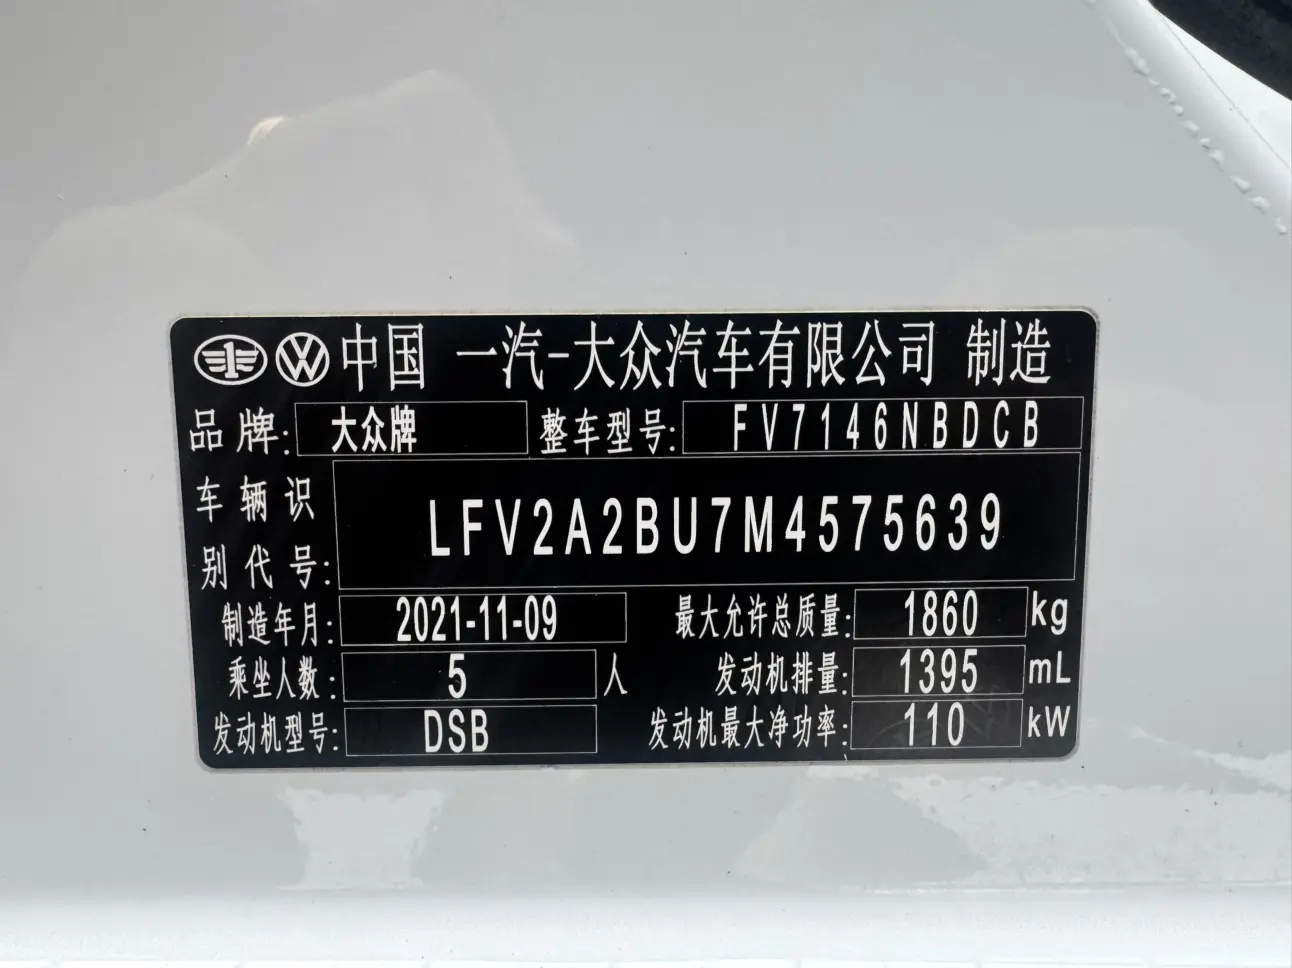 中国 一汽-大众汽车有限公司 制造
品牌: 大众牌 整车型号: FV7146NBDCB
车辆识别代号: LFV2A2BU7M4575639
制造年月: 2021-11-09 最大允许总质量: 1860 kg
乘坐人数: 5 人 发动机排量: 1395 mL
发动机型号: DSB 发动机最大净功率: 110 kW